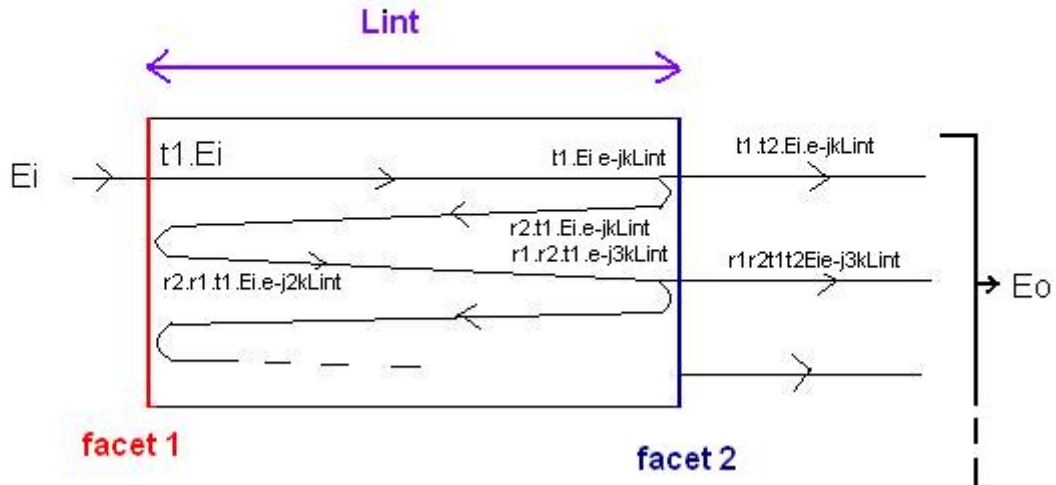 Lint
Ei
t1.Ei
t1.Ei e-jkLint
t1.t2.Ei.e-jkLint
r2.t1.Ei.e-jkLint
r1.r2.t1.e-j3kLint
r2.r1.t1.Ei.e-j2kLint
r1r2t1t2Eie-j3kLint
Eo
facet 1
facet 2